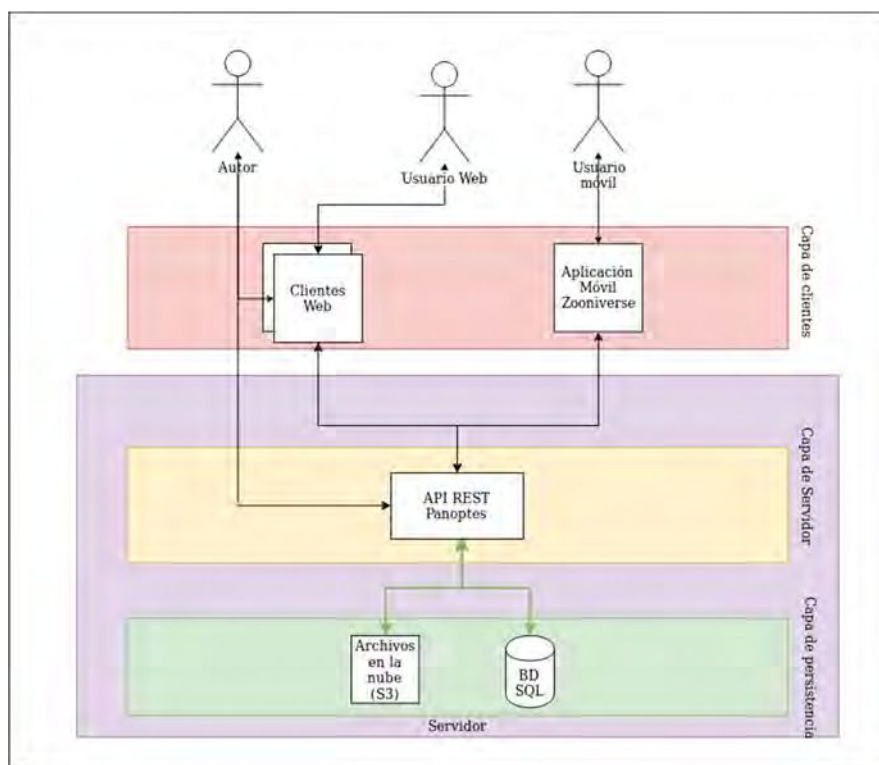 Autor
Usuario Web
Usuario
móvil
Capa de clientes
Clientes
Web
Aplicación
Móvil
Zooniverse
Capa de Servidor
API REST
Panoptes
Capa de persistencia
Archivos
en la
nube
(S3)
BD
SQL
Servidor